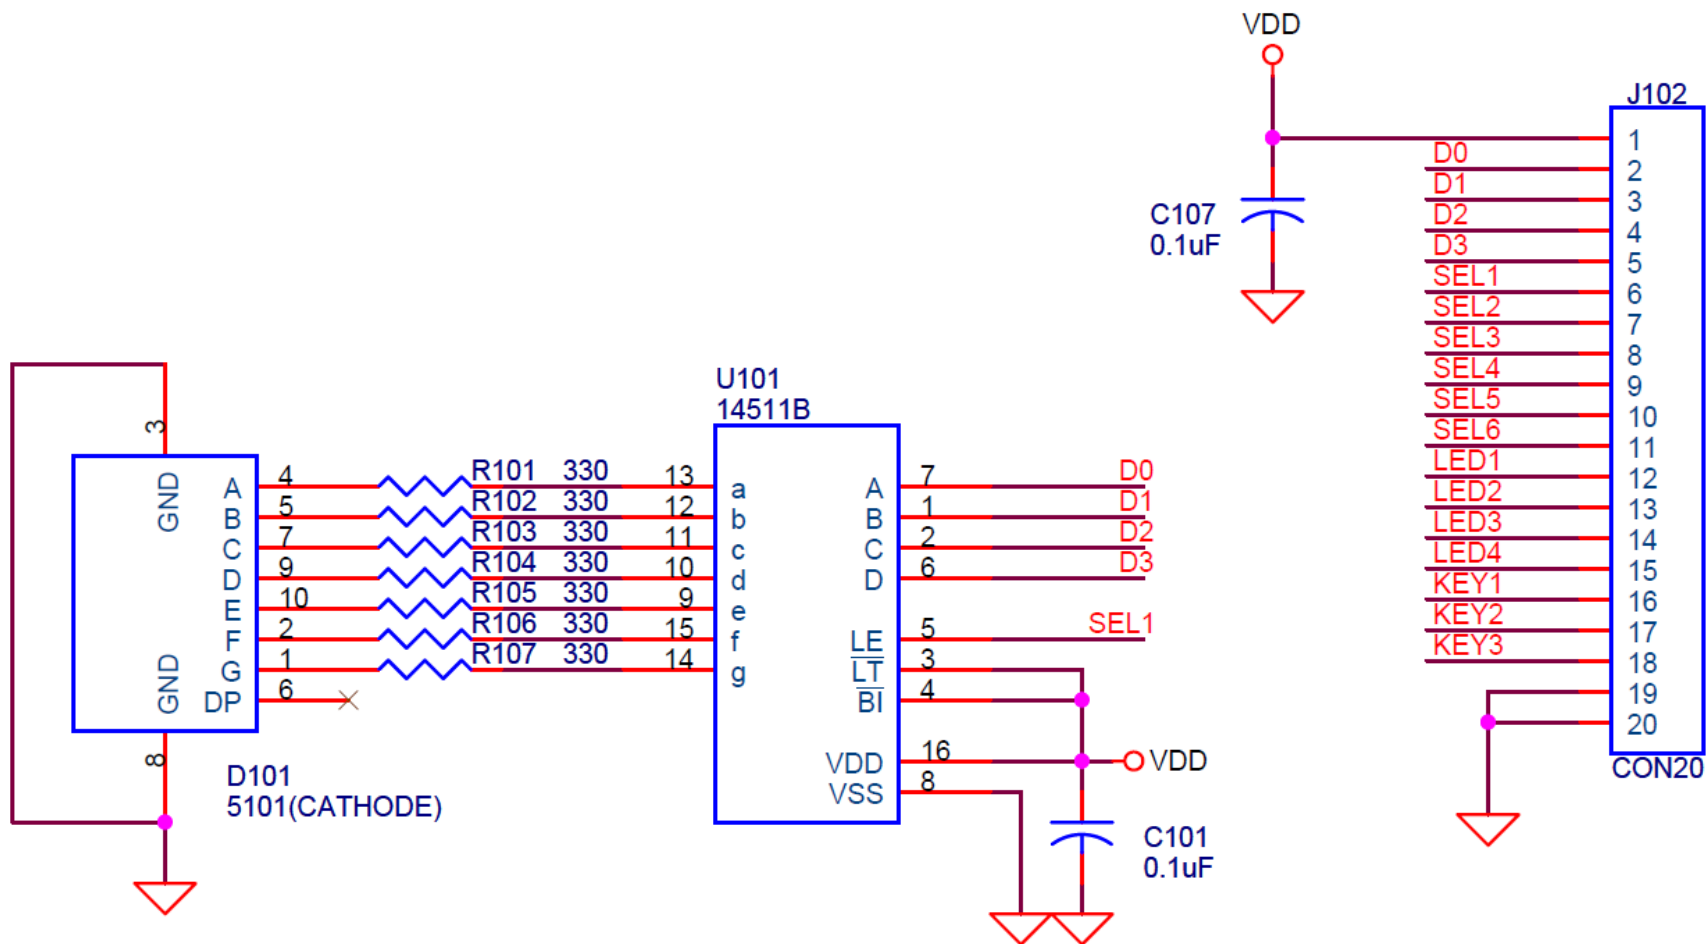 VDD
J102
1
D0
2
D1
3
D2
4
D3
5
SEL1
6
SEL2
7
SEL3
8
SEL4
9
SEL5
10
SEL6
11
LED1
12
LED2
13
LED3
14
LED4
15
KEY1
16
KEY2
17
KEY3
18
19
20
CON20
C107
0.1uF
3
GND
GND
8
A 4
B 5
C 7
D 9
E 10
F 2
G 1
DP 6
D101
5101(CATHODE)
R101 330
R102 330
R103 330
R104 330
R105 330
R106 330
R107 330
U101
14511B
13 a
12 b
11 c
10 d
9 e
15 f
14 g
A 7 D0
B 1 D1
C 2 D2
D 6 D3
LE 5 SEL1
LT 3
BI 4
VDD 16 VDD
VSS 8
C101
0.1uF